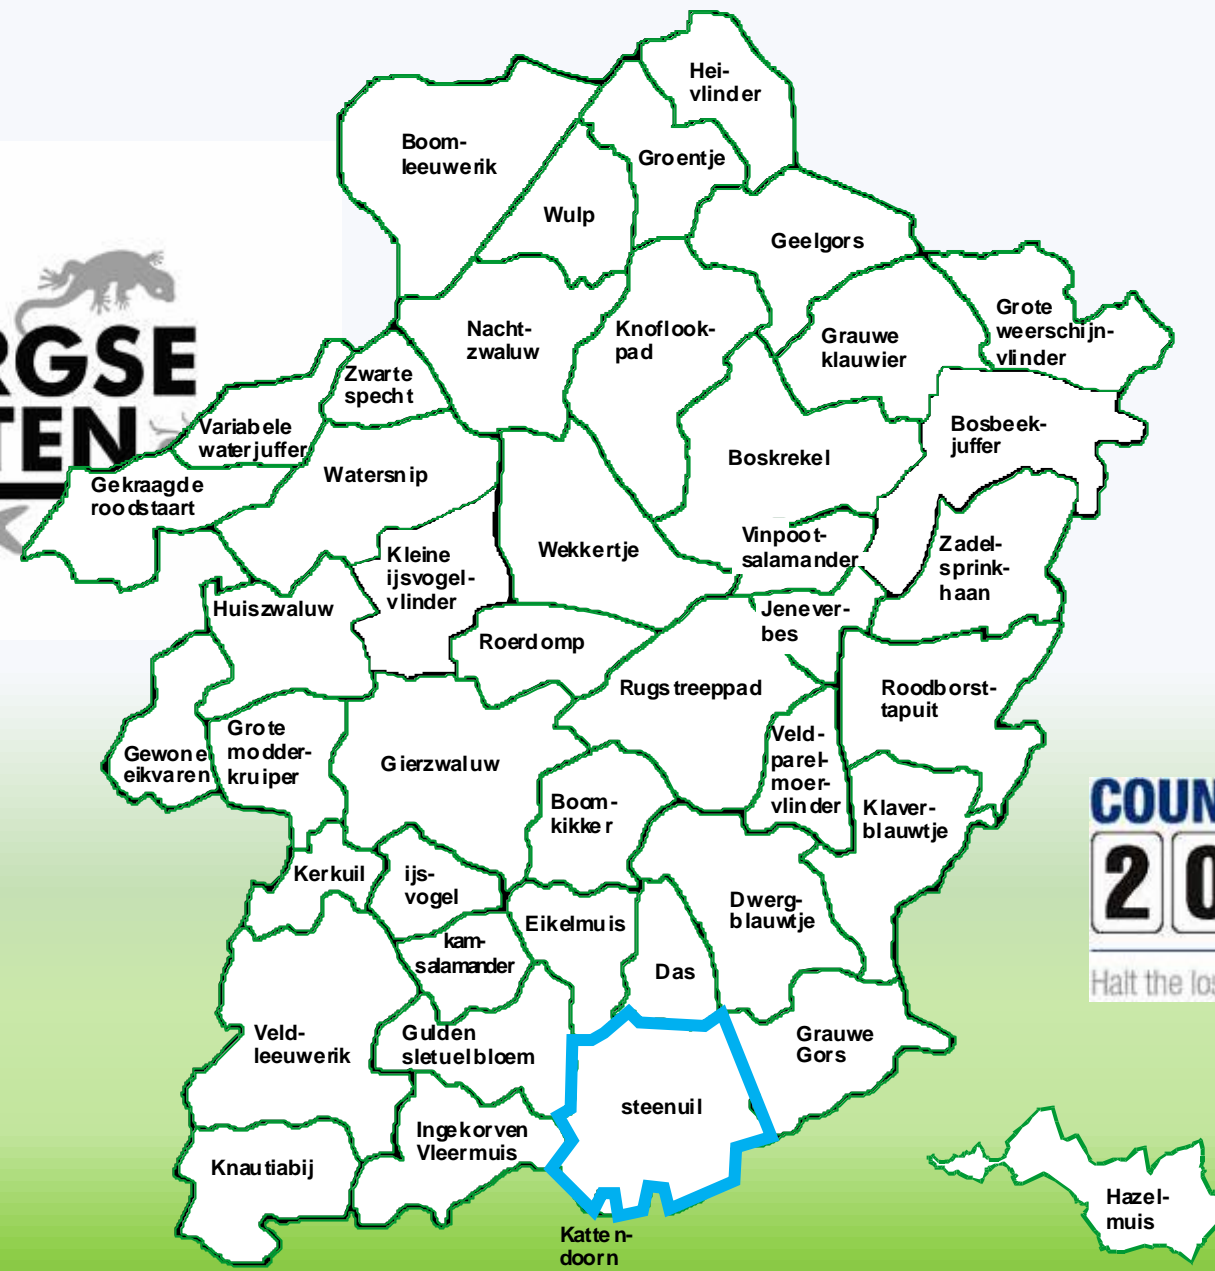 Hei-
vlinder
Boom-
leeuwerik
Groentje
Wulp
Geelgors
Nacht-
zwaluw
Knoflook-
pad
Grauwe
klauwier
Grote
weerschijn-
vlinder
RGSE
TEN
Zwarte
specht
Variabele
waterjuffer
Bosbeek-
juffer
Watersnip
Boskrekel
Gekraagde
roodstaart
Kleine
ijsvogel-
vlinder
Wekkertje
Vinpoot-
salamander
Zadel-
sprink-
haan
Huiszwaluw
Roerdomp
Jenever-
bes
Rugstreeppad
Roodborst-
tapuit
Gewone
eikvaren
Grote
modder-
kruiper
Gierzwaluw
Veld-
parel-
moer-
vlinder
Boom-
kikker
Klaver-
blauwtje
COUN
2 0
Halt the los
Kerkuil
ijs-
vogel
Eikelmuis
Dwerg-
blauwtje
kam-
salamander
Das
Veld-
leeuwerik
Gulden
sletuelbloem
Grauwe
Gors
steenuil
Ingekorven
Vleermuis
Knautiabij
Hazel-
muis
Katten-
doorn